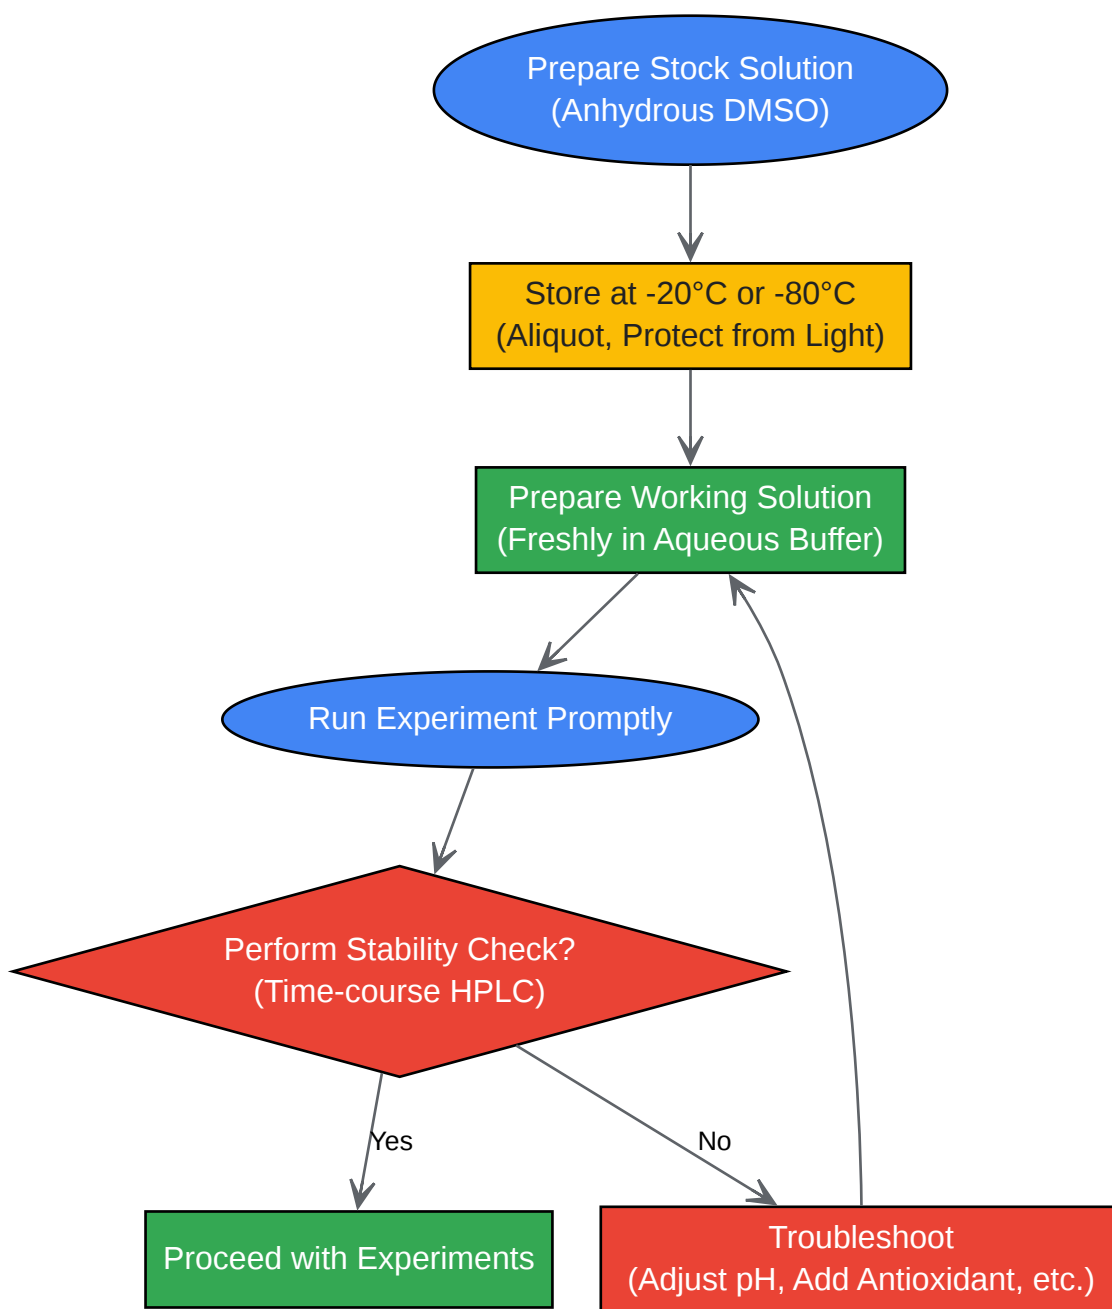 Prepare Stock Solution
(Anhydrous DMSO)
Store at -20°C or -80°C
(Aliquot, Protect from Light)
Prepare Working Solution
(Freshly in Aqueous Buffer)
Run Experiment Promptly
Perform Stability Check?
(Time-course HPLC)
Yes
No
Proceed with Experiments
Troubleshoot
(Adjust pH, Add Antioxidant, etc.)